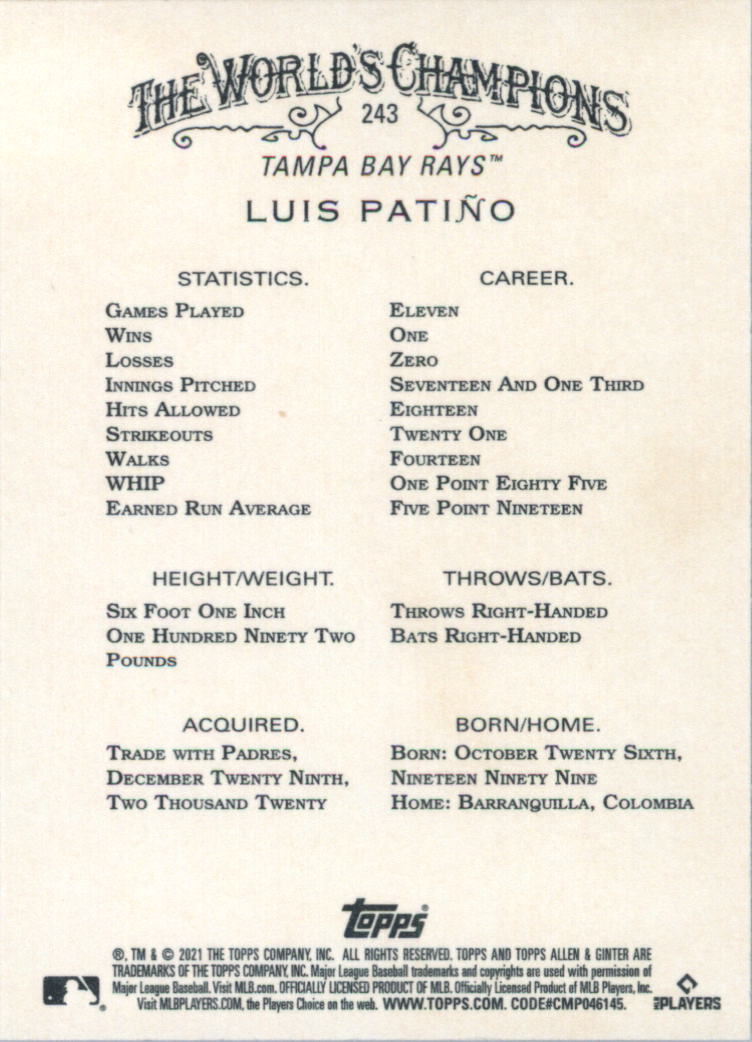 THE WORLD'S CHAMPIONS
243
TAMPA BAY RAYS™
LUIS PATIÑO
STATISTICS. CAREER.
GAMES PLAYED ELEVEN
WINS ONE
LOSSES ZERO
INNINGS PITCHED SEVENTEEN AND ONE THIRD
HITS ALLOWED EIGHTEEN
STRIKEOUTS TWENTY ONE
WALKS FOURTEEN
WHIP ONE POINT EIGHTY FIVE
EARNED RUN AVERAGE FIVE POINT NINETEEN
HEIGHT/WEIGHT. THROWS/BATS.
SIX FOOT ONE INCH THROWS RIGHT-HANDED
ONE HUNDRED NINETY TWO BATS RIGHT-HANDED
POUNDS
ACQUIRED. BORN/HOME.
TRADE WITH PADRES, BORN: OCTOBER TWENTY SIXTH,
DECEMBER TWENTY NINTH, NINETEEN NINETY NINE
TWO THOUSAND TWENTY HOME: BARRANQUILLA, COLOMBIA
Topps®
®, TM & © 2021 THE TOPPS COMPANY, INC. ALL RIGHTS RESERVED. TOPPS AND TOPPS ALLEN & GINTER ARE
TRADEMARKS OF THE TOPPS COMPANY, INC. Major League Baseball trademarks and copyrights are used with permission of
Major League Baseball. Visit MLB.com. OFFICIALLY LICENSED PRODUCT OF MLB. Officially Licensed Product of MLB Players, Inc.
Visit MLBPLAYERS.COM, the Players Choice on the web. WWW.TOPPS.COM. CODE#CMP046145.
MLB PLAYERS